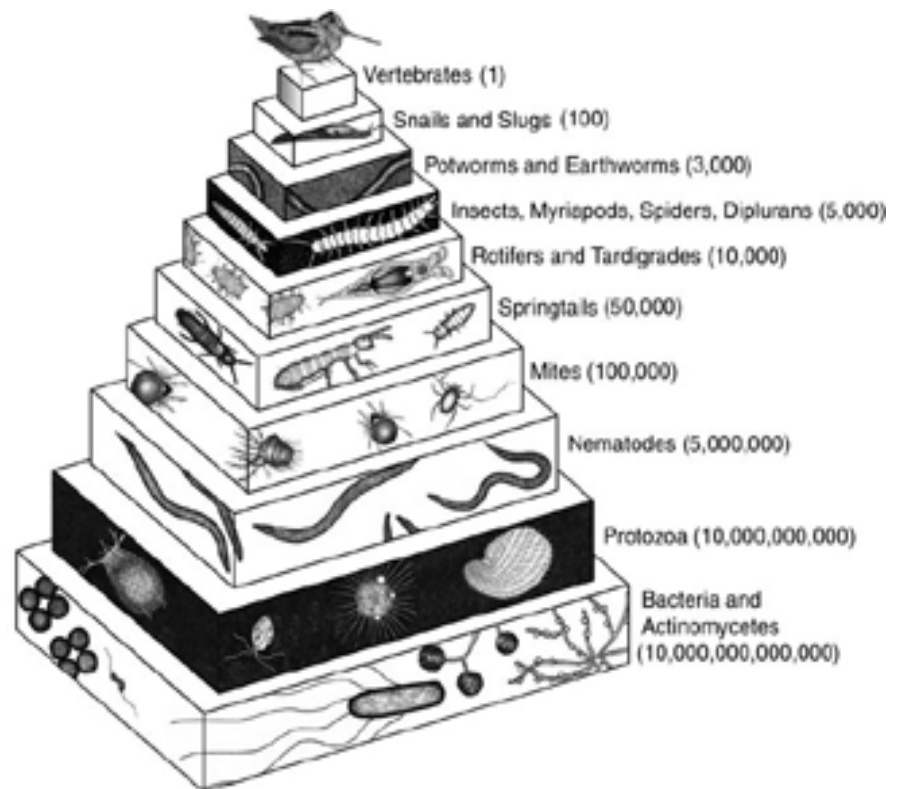 Vertebrates (1)
Snails and Slugs (100)
Potworms and Earthworms (3,000)
Insects, Myriapods, Spiders, Diplurans (5,000)
Rotifers and Tardigrades (10,000)
Springtails (50,000)
Mites (100,000)
Nematodes (5,000,000)
Protozoa (10,000,000,000)
Bacteria and
Actinomycetes
(10,000,000,000,000)